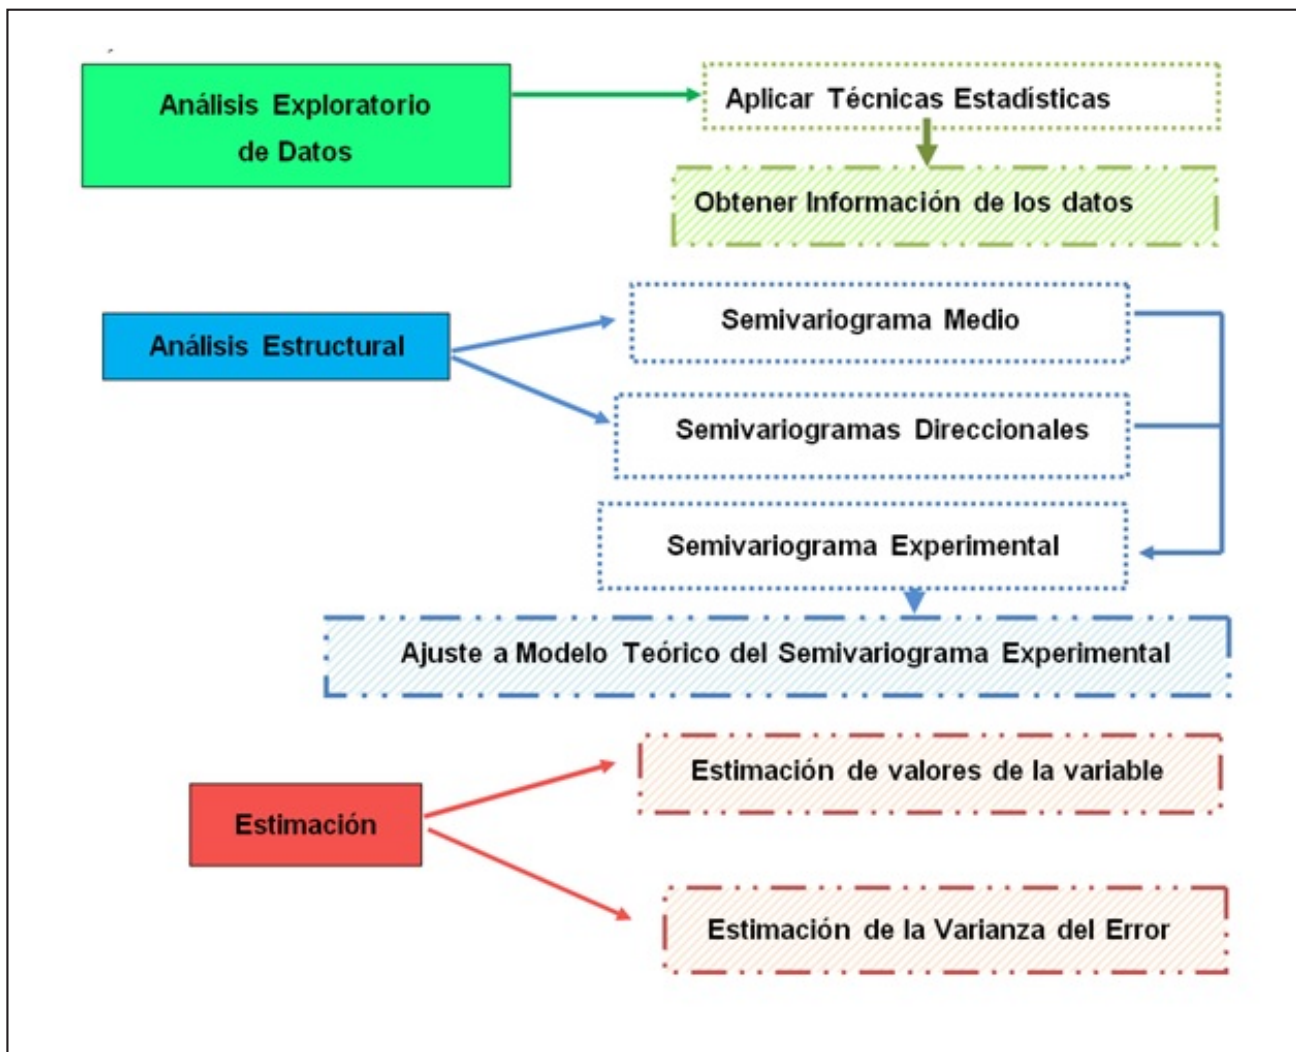 Análisis Exploratorio
de Datos
Aplicar Técnicas Estadísticas
Obtener Información de los datos
Análisis Estructural
Semivariograma Medio
Semivariogramas Direccionales
Semivariograma Experimental
Ajuste a Modelo Teórico del Semivariograma Experimental
Estimación
Estimación de valores de la variable
Estimación de la Varianza del Error